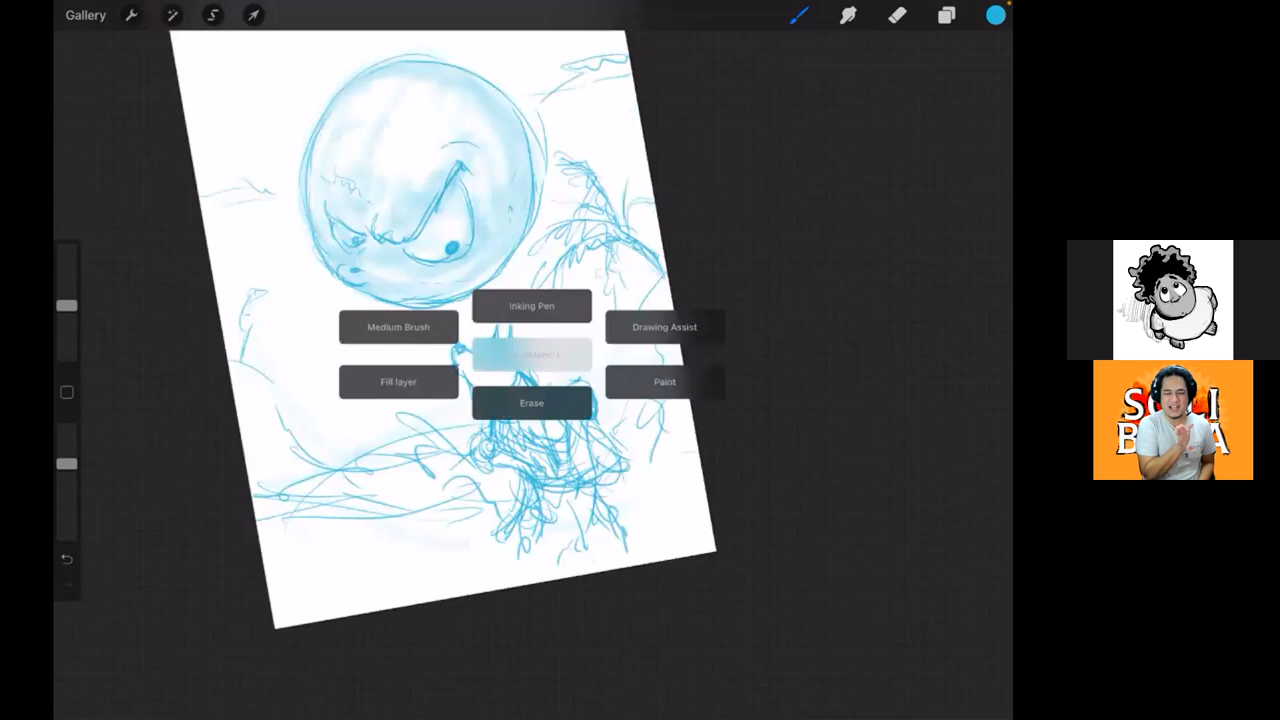 Gallery
Inking Pen
Medium Brush
Drawing Assist
Fill layer
Paint
Erase